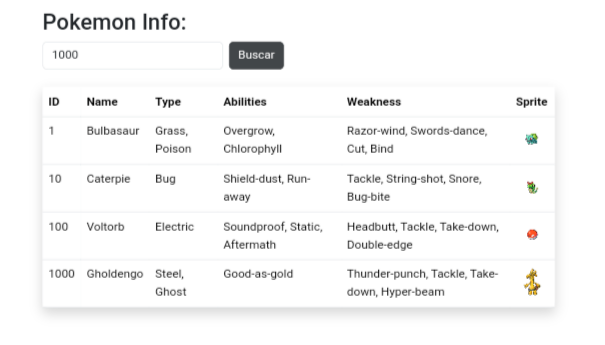 Pokemon Info:
1000 Buscar
ID Name Type Abilities Weakness Sprite
1 Bulbasaur Grass, Overgrow, Razor-wind, Swords-dance,
Poison Chlorophyll Cut, Bind
10 Caterpie Bug Shield-dust, Run- Tackle, String-shot, Snore,
away Bug-bite
100 Voltorb Electric Soundproof, Static, Headbutt, Tackle, Take-down,
Aftermath Double-edge
1000 Gholdengo Steel, Good-as-gold Thunder-punch, Tackle, Take-
Ghost down, Hyper-beam